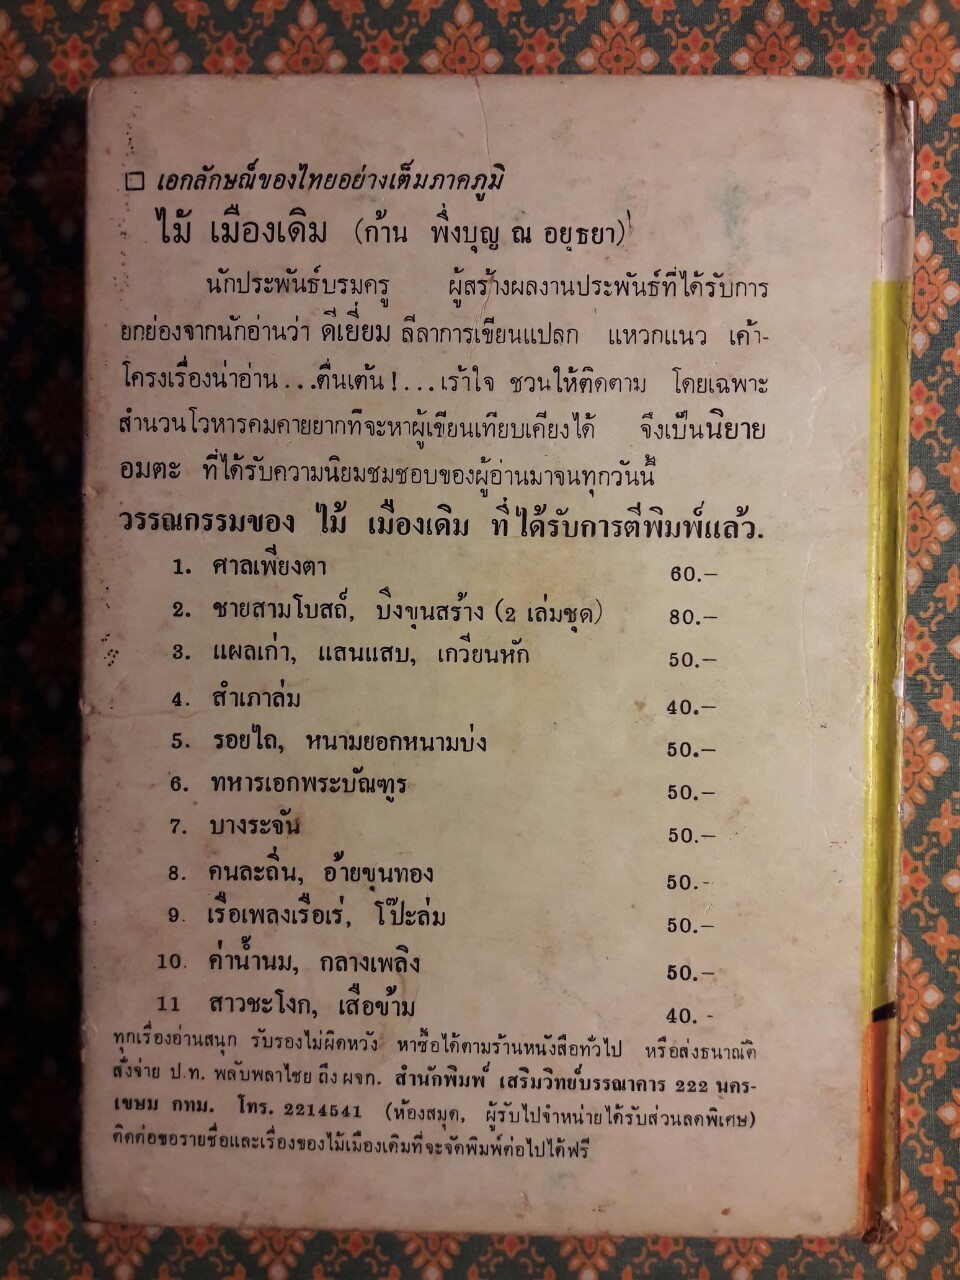 □ เอกลักษณ์ของไทยอย่างเต็มภาคภูมิ
ไม้ เมืองเดิม (ก้าน พึ่งบุญ ณ อยุธยา)
นักประพันธ์บรมครู ผู้สร้างผลงานประพันธ์ที่ได้รับการ
ยกย่องจากนักอ่านว่า ดีเยี่ยม ลีลาการเขียนแปลก แหวกแนว เค้า-
โครงเรื่องน่าอ่าน...ตื่นเต้น!...เร้าใจ ชวนให้ติดตาม โดยเฉพาะ
สำนวนโวหารคมคายยากที่จะหาผู้เขียนเทียบเคียงได้ จึงเป็นนิยาย
อมตะ ที่ได้รับความนิยมชมชอบของผู้อ่านมาจนทุกวันนี้
วรรณกรรมของ ไม้ เมืองเดิม ที่ได้รับการตีพิมพ์แล้ว.
1. ศาลเพียงตา 60.—
2. ชายสามโบสถ์, บึงขุนสร้าง (2 เล่มชุด) 80.—
3. แผลเก่า, แสนแสบ, เกวียนหัก 50.—
4. สำเภาล่ม 40.—
5. รอยไถ, หนามยอกหนามบ่ง 50.—
6. ทหารเอกพระบัณฑูร 50.—
7. บางระจัน 50.—
8. คนละถิ่น, อ้ายขุนทอง 50.-
9. เรือเพลงเรือเร่, โป๊ะล่ม 50.—
10. ค่าน้ำนม, กลางเพลิง 50.—
11 สาวชะโงก, เสือข้าม 40. -
ทุกเรื่องอ่านสนุก รับรองไม่ผิดหวัง หาซื้อได้ตามร้านหนังสือทั่วไป หรือส่งธนาณัติ
สั่งจ่าย ป.ท. พลับพลาไชย ถึง ผจก. สำนักพิมพ์ เสริมวิทย์บรรณาคาร 222 นคร-
เขษม กทม. โทร. 2214541 (ห้องสมุด, ผู้รับไปจำหน่ายได้รับส่วนลดพิเศษ)
ติดต่อขอรายชื่อและเรื่องของไม้เมืองเดิมที่จะจัดพิมพ์ต่อไปได้ฟรี